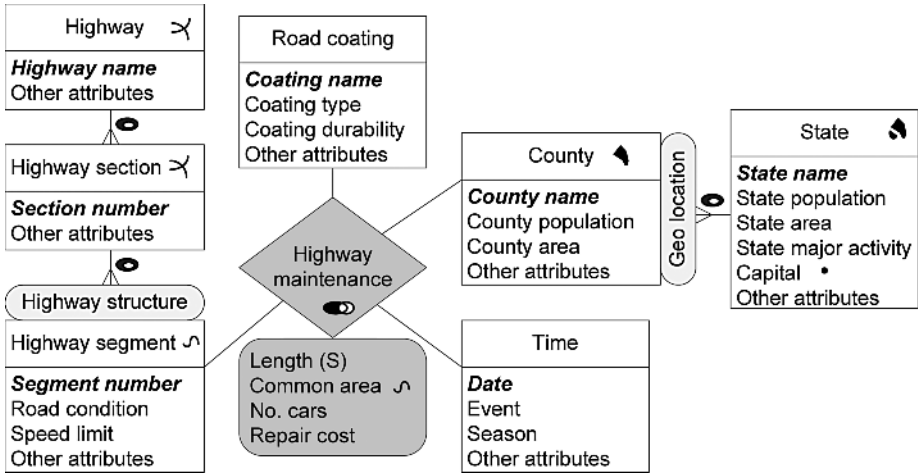 Highway
Highway name
Other attributes
Highway section
Section number
Other attributes
Highway structure
Highway segment
Segment number
Road condition
Speed limit
Other attributes
Road coating
Coating name
Coating type
Coating durability
Other attributes
Highway
maintenance
Length (S)
Common area
No. cars
Repair cost
County
County name
County population
County area
Other attributes
Geo location
Time
Date
Event
Season
Other attributes
State
State name
State population
State area
State major activity
Capital
Other attributes